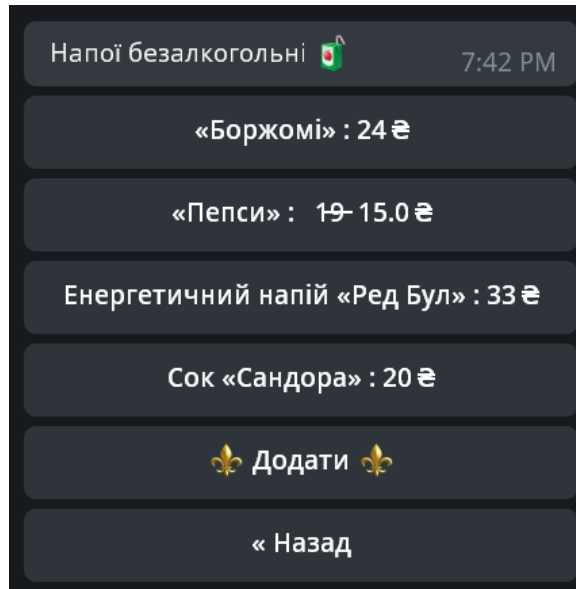 Напої безалкогольні 🧃
7:42 PM
«Боржомі» : 24 ₴
«Пепси» : 19 15.0 ₴
Енергетичний напій «Ред Бул» : 33 ₴
Сок «Сандора» : 20 ₴
⚜️ Додати ⚜️
« Назад